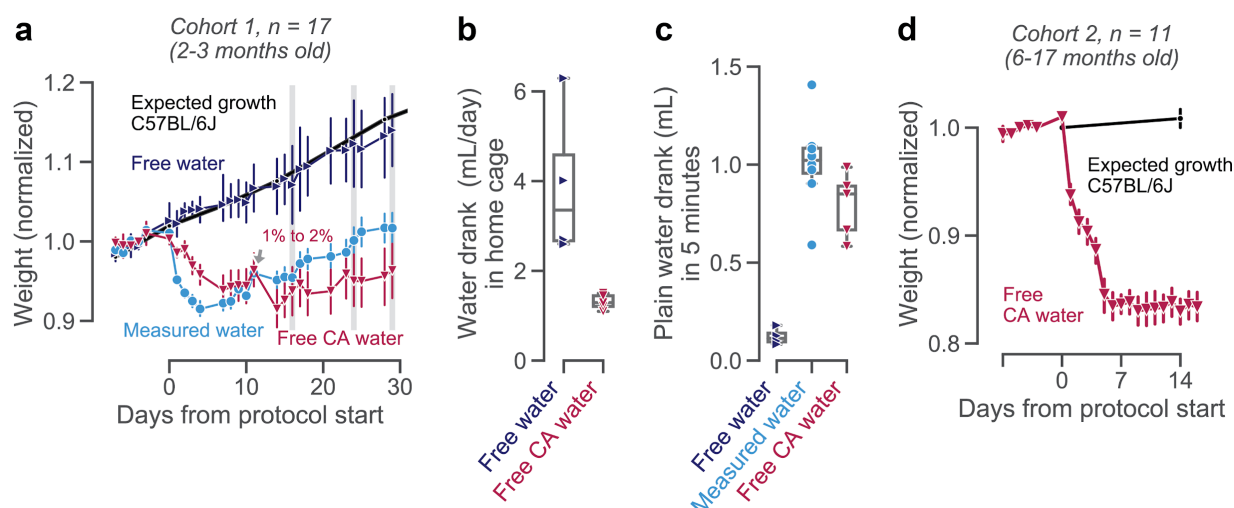 a
Cohort 1, n = 17
(2-3 months old)
Weight (normalized)
1.2
1.1
1.0
0.9
Expected growth
C57BL/6J
Free water
1% to 2%
Measured water
Free CA water
0
10
20
30
Days from protocol start
b
Water drank (mL/day)
in home cage
6
4
2
0
Free water
Free CA water
c
Plain water drank (mL)
in 5 minutes
1.5
1.0
0.5
0.0
Free water
Measured water
Free CA water
d
Cohort 2, n = 11
(6-17 months old)
Weight (normalized)
1.0
0.9
0.8
Expected growth
C57BL/6J
Free
CA water
0
7
14
Days from protocol start